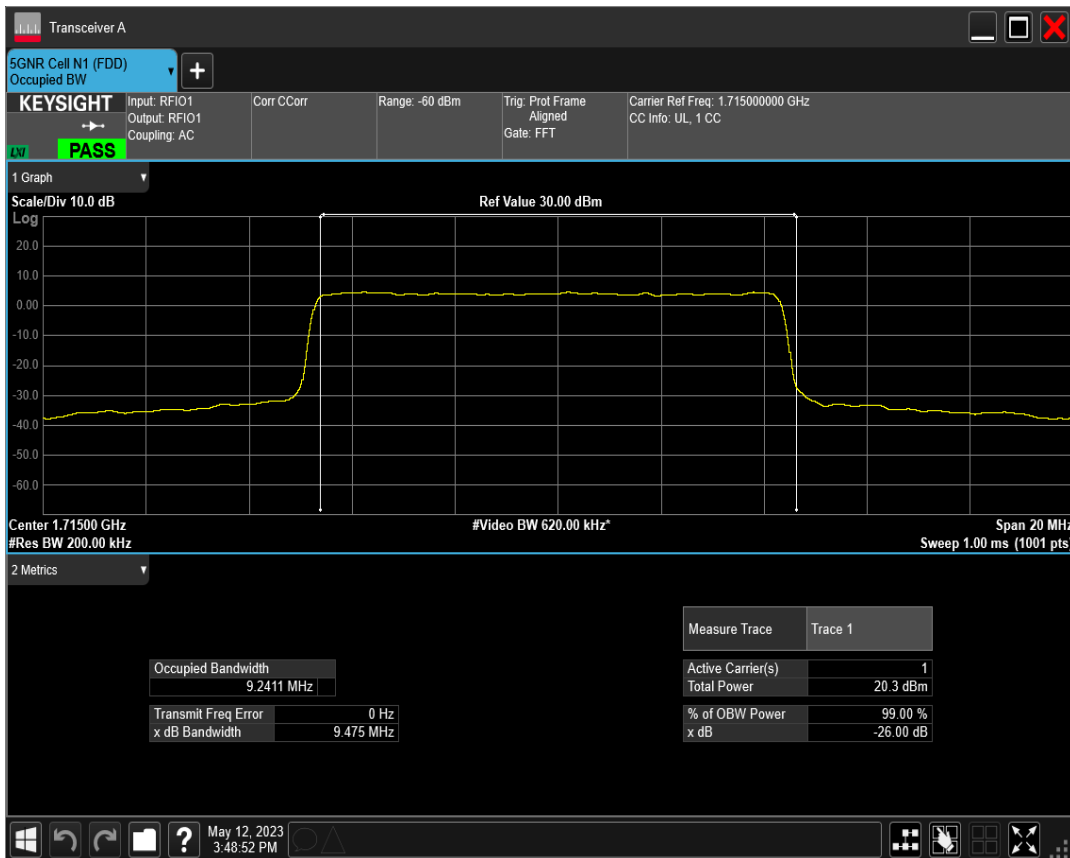 Transceiver A
5GNR Cell N1 (FDD)
Occupied BW
+
KEYSIGHT
LXI
PASS
Input: RFIO1
Output: RFIO1
Coupling: AC
Corr CCorr
Range: -60 dBm
Trig: Prot Frame
Aligned
Gate: FFT
Carrier Ref Freq: 1.715000000 GHz
CC Info: UL, 1 CC
1 Graph
Scale/Div 10.0 dB
Ref Value 30.00 dBm
Log
20.0
10.0
0.00
-10.0
-20.0
-30.0
-40.0
-50.0
-60.0
Center 1.71500 GHz
#Video BW 620.00 kHz*
Span 20 MHz
#Res BW 200.00 kHz
Sweep 1.00 ms (1001 pts)
2 Metrics
Measure Trace Trace 1
Occupied Bandwidth
9.2411 MHz
Active Carrier(s) 1
Total Power 20.3 dBm
Transmit Freq Error 0 Hz
x dB Bandwidth 9.475 MHz
% of OBW Power 99.00 %
x dB -26.00 dB
?
May 12, 2023
3:48:52 PM